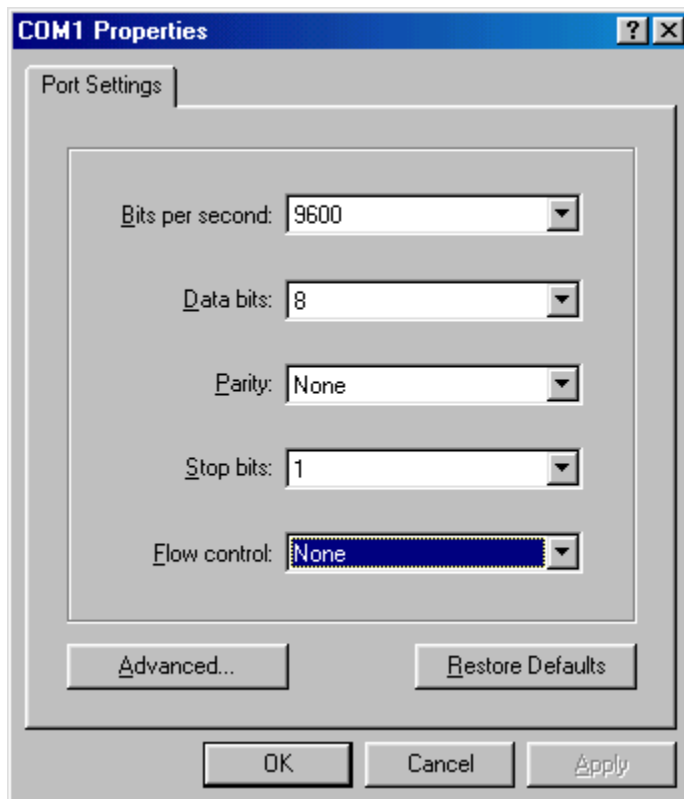 COM1 Properties
Port Settings
Bits per second: 9600
Data bits: 8
Parity: None
Stop bits: 1
Flow control: None
Advanced... Restore Defaults
OK Cancel Apply